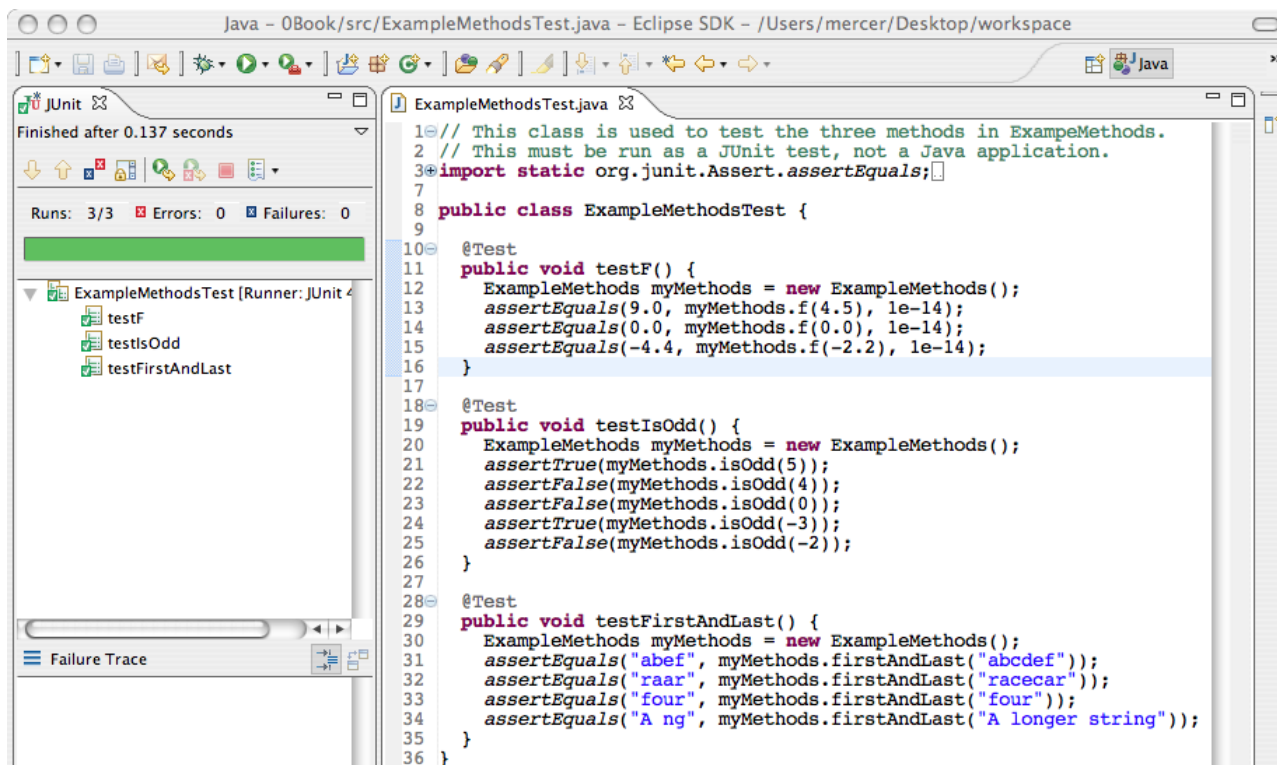 Java – 0Book/src/ExampleMethodsTest.java – Eclipse SDK – /Users/mercer/Desktop/workspace
Java
JUnit
Finished after 0.137 seconds
Runs: 3/3 Errors: 0 Failures: 0
ExampleMethodsTest [Runner: JUnit 4
testF
testIsOdd
testFirstAndLast
Failure Trace
ExampleMethodsTest.java
1 // This class is used to test the three methods in ExampeMethods.
2 // This must be run as a JUnit test, not a Java application.
3 import static org.junit.Assert.assertEquals;
7
8 public class ExampleMethodsTest {
9
10 @Test
11 public void testF() {
12 ExampleMethods myMethods = new ExampleMethods();
13 assertEquals(9.0, myMethods.f(4.5), 1e-14);
14 assertEquals(0.0, myMethods.f(0.0), 1e-14);
15 assertEquals(-4.4, myMethods.f(-2.2), 1e-14);
16 }
17
18 @Test
19 public void testIsOdd() {
20 ExampleMethods myMethods = new ExampleMethods();
21 assertTrue(myMethods.isOdd(5));
22 assertFalse(myMethods.isOdd(4));
23 assertFalse(myMethods.isOdd(0));
24 assertTrue(myMethods.isOdd(-3));
25 assertFalse(myMethods.isOdd(-2));
26 }
27
28 @Test
29 public void testFirstAndLast() {
30 ExampleMethods myMethods = new ExampleMethods();
31 assertEquals("abef", myMethods.firstAndLast("abcdef"));
32 assertEquals("raar", myMethods.firstAndLast("racecar"));
33 assertEquals("four", myMethods.firstAndLast("four"));
34 assertEquals("A ng", myMethods.firstAndLast("A longer string"));
35 }
36 }